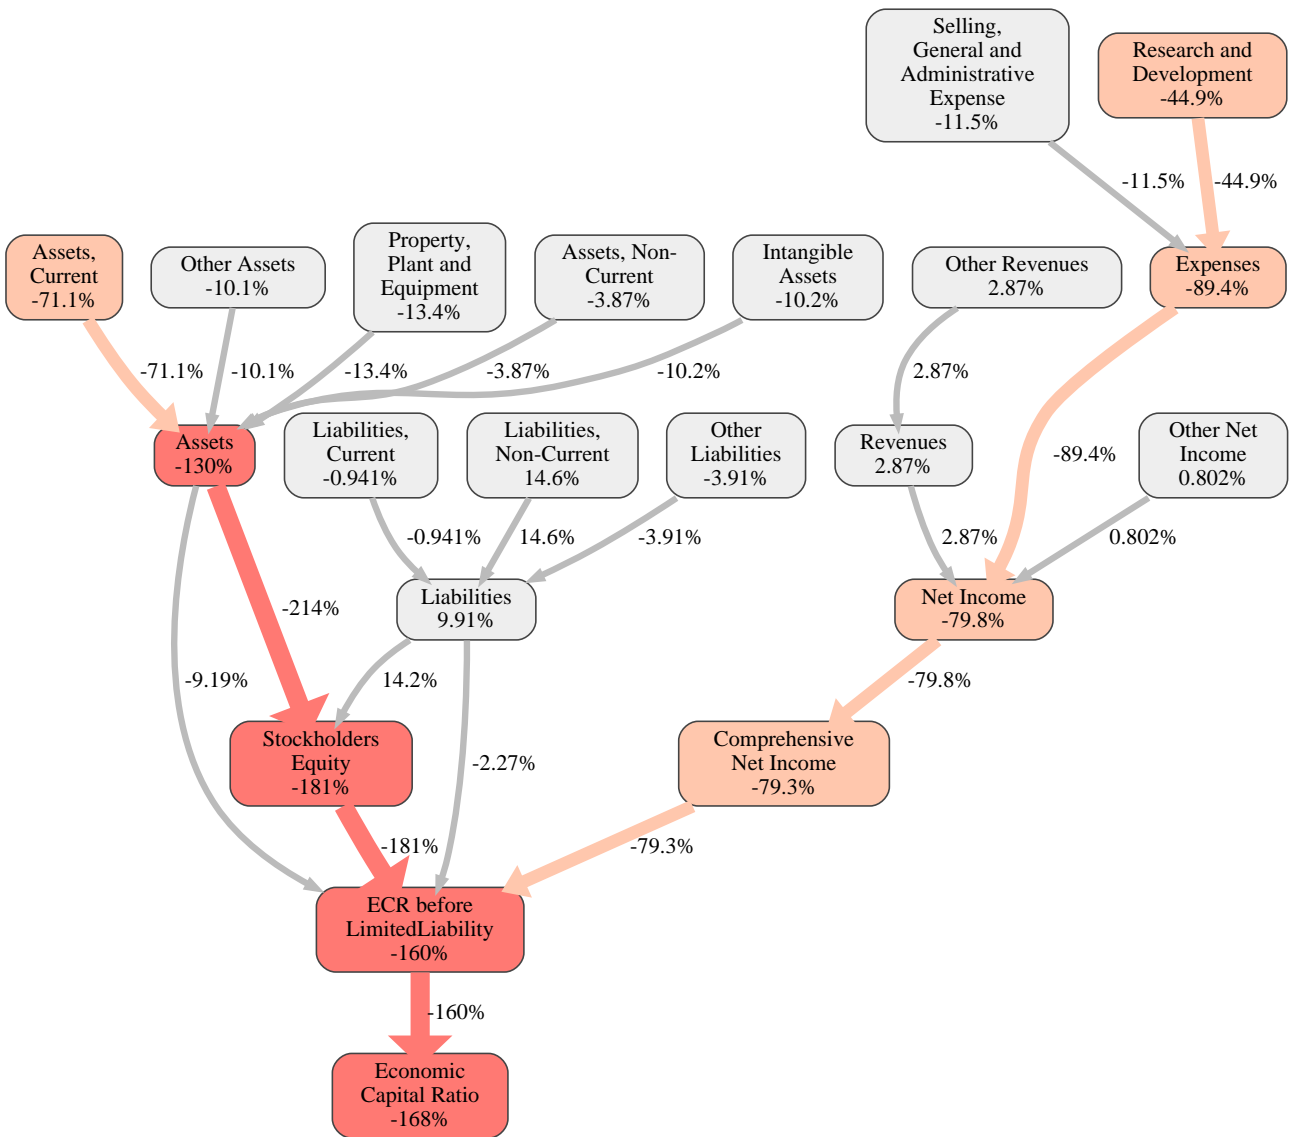 Selling,
General and
Administrative
Expense
-11.5%
Research and
Development
-44.9%
-11.5%
-44.9%
Assets,
Current
-71.1%
Other Assets
-10.1%
Property,
Plant and
Equipment
-13.4%
Assets, Non-
Current
-3.87%
Intangible
Assets
-10.2%
Other Revenues
2.87%
Expenses
-89.4%
-71.1%
-10.1%
-13.4%
-3.87%
-10.2%
2.87%
Assets
-130%
Liabilities,
Current
-0.941%
Liabilities,
Non-Current
14.6%
Other
Liabilities
-3.91%
Revenues
2.87%
-89.4%
Other Net
Income
0.802%
-0.941%
14.6%
-3.91%
2.87%
0.802%
-214%
Liabilities
9.91%
Net Income
-79.8%
-9.19%
14.2%
-79.8%
Stockholders
Equity
-181%
-2.27%
Comprehensive
Net Income
-79.3%
-181%
-79.3%
ECR before
LimitedLiability
-160%
-160%
Economic
Capital Ratio
-168%